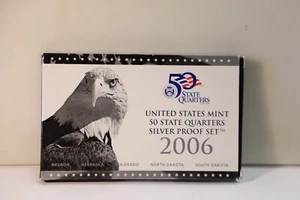 50
STATE
QUARTERS
UNITED STATES MINT
50 STATE QUARTERS
SILVER PROOF SET™
2006
NEVADA NEBRASKA COLORADO NORTH DAKOTA SOUTH DAKOTA